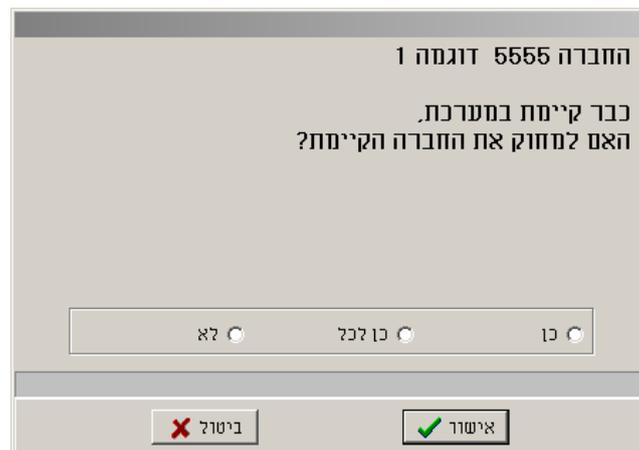 החברה 5555 דוגמה 1
כבר קיימת במערכת,
האם למחוק את החברה הקיימת?
כן
כן לכל
לא
אישור
ביטול